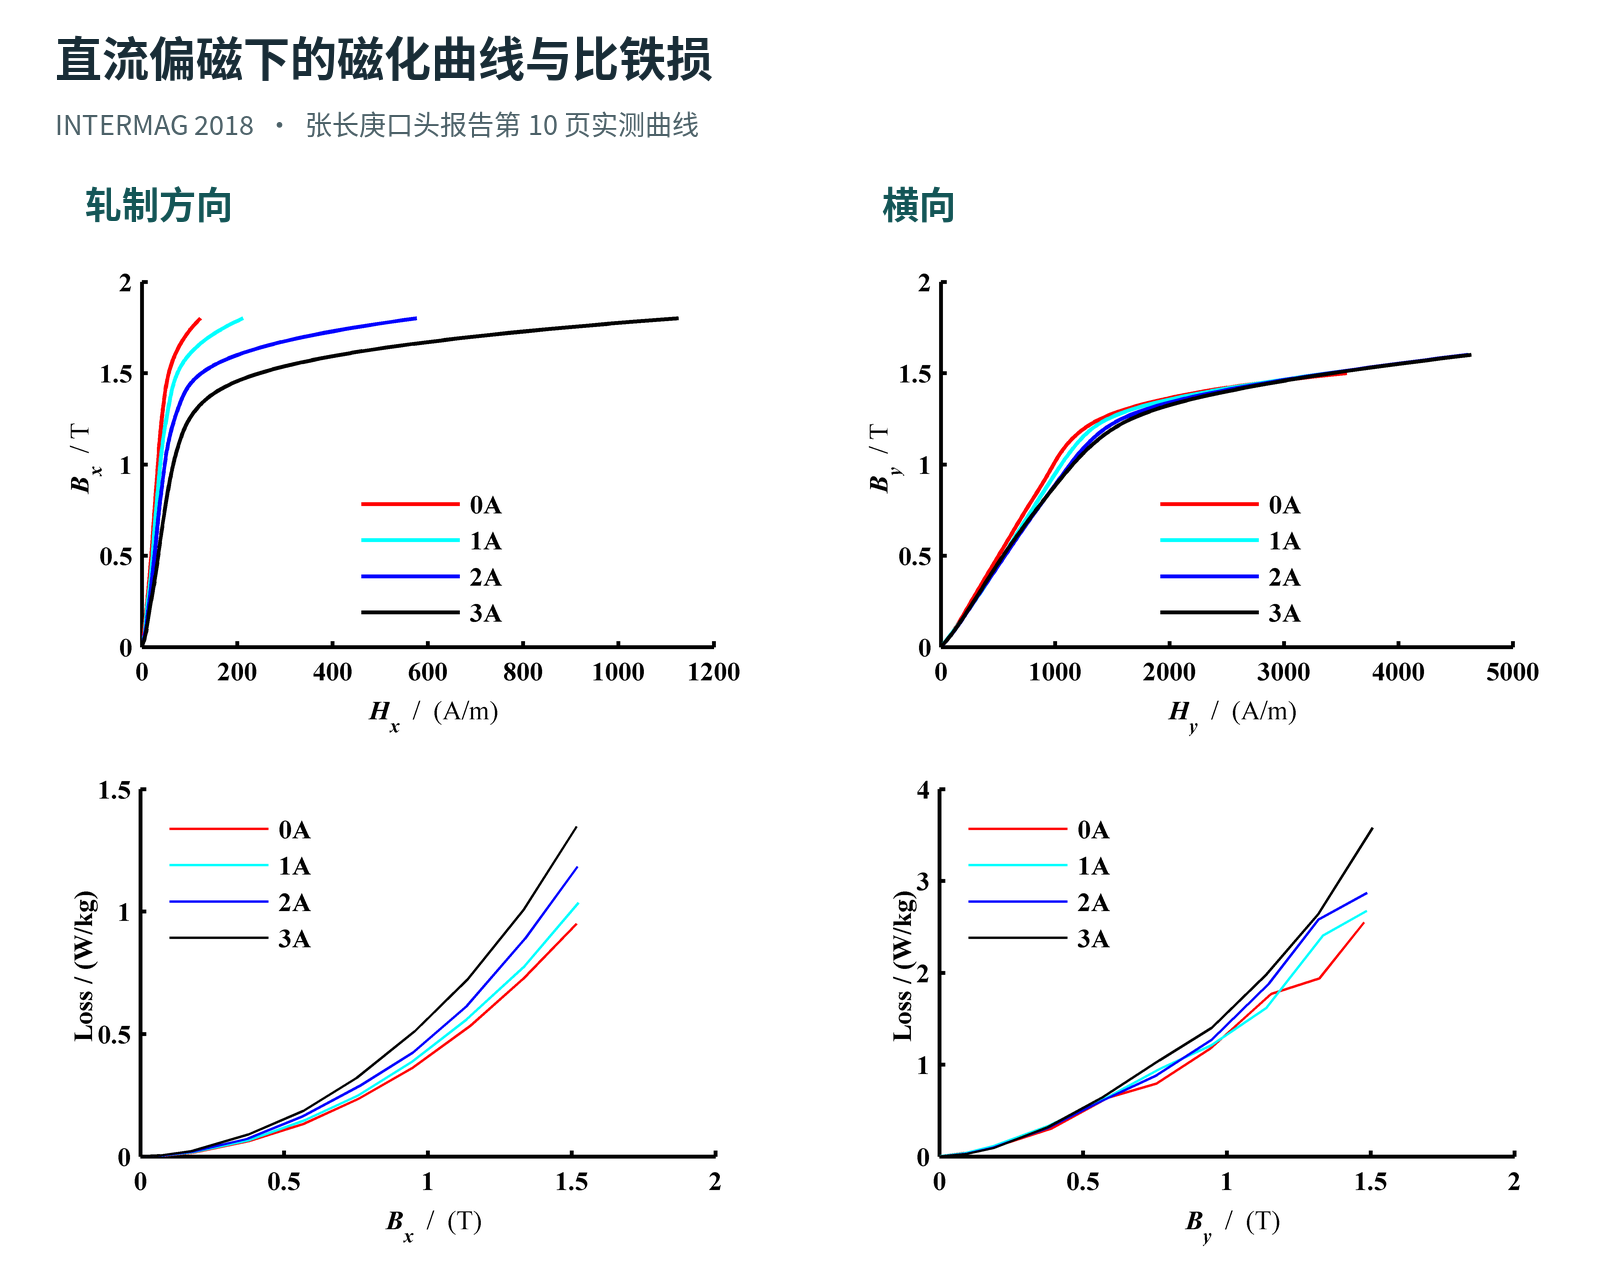 直流偏磁下的磁化曲线与比铁损
INTERMAG 2018 · 张长庚口头报告第 10 页实测曲线
轧制方向
2
1.5
1
0.5
0
B_x / T
0A
1A
2A
3A
0 200 400 600 800 1000 1200
H_x / (A/m)
横向
2
1.5
1
0.5
0
B_y / T
0A
1A
2A
3A
0 1000 2000 3000 4000 5000
H_y / (A/m)
1.5
1
0.5
0
Loss / (W/kg)
0A
1A
2A
3A
0 0.5 1 1.5 2
B_x / (T)
4
3
2
1
0
Loss / (W/kg)
0A
1A
2A
3A
0 0.5 1 1.5 2
B_y / (T)